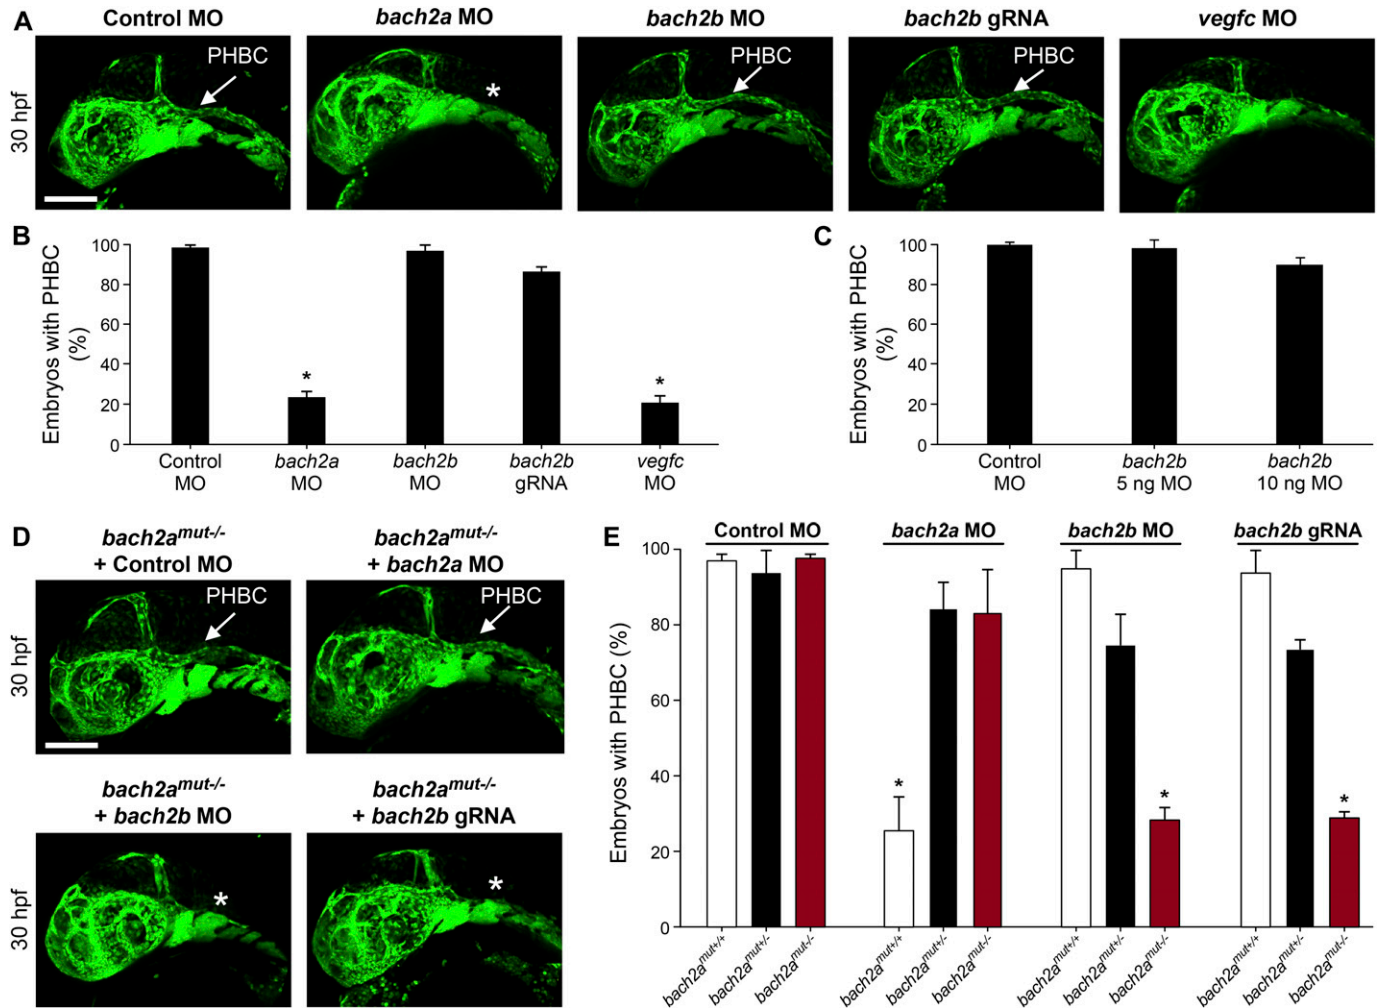 A
Control MO
bach2a MO
bach2b MO
bach2b gRNA
vegfc MO
30 hpf
PHBC
*
PHBC
PHBC
B
Embryos with PHBC
(%)
100
80
60
40
20
0
*
*
Control
MO
bach2a
MO
bach2b
MO
bach2b
gRNA
vegfc
MO
C
Embryos with PHBC
(%)
100
80
60
40
20
0
Control
MO
bach2b
5 ng MO
bach2b
10 ng MO
D
bach2amut-/-
+ Control MO
bach2amut-/-
+ bach2a MO
30 hpf
PHBC
PHBC
bach2amut-/-
+ bach2b MO
bach2amut-/-
+ bach2b gRNA
30 hpf
*
*
E
Control MO
bach2a MO
bach2b MO
bach2b gRNA
Embryos with PHBC (%)
100
80
60
40
20
0
*
*
*
bach2amut+/+
bach2amut+/-
bach2amut-/-
bach2amut+/+
bach2amut+/-
bach2amut-/-
bach2amut+/+
bach2amut+/-
bach2amut-/-
bach2amut+/+
bach2amut+/-
bach2amut-/-